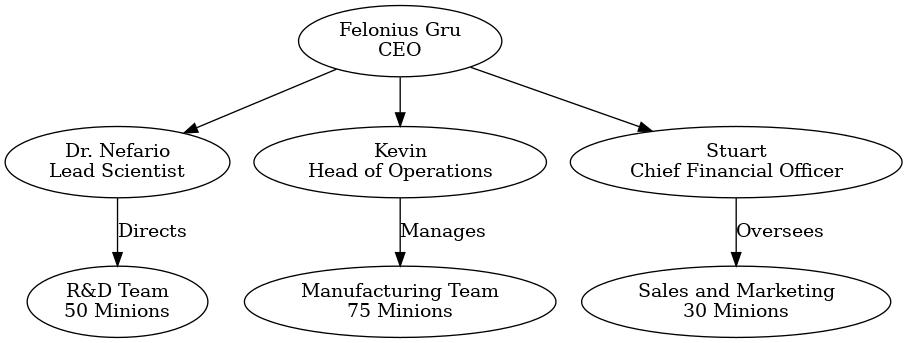 Felonius Gru
CEO
Dr. Nefario
Lead Scientist
Kevin
Head of Operations
Stuart
Chief Financial Officer
Directs
Manages
Oversees
R&D Team
50 Minions
Manufacturing Team
75 Minions
Sales and Marketing
30 Minions